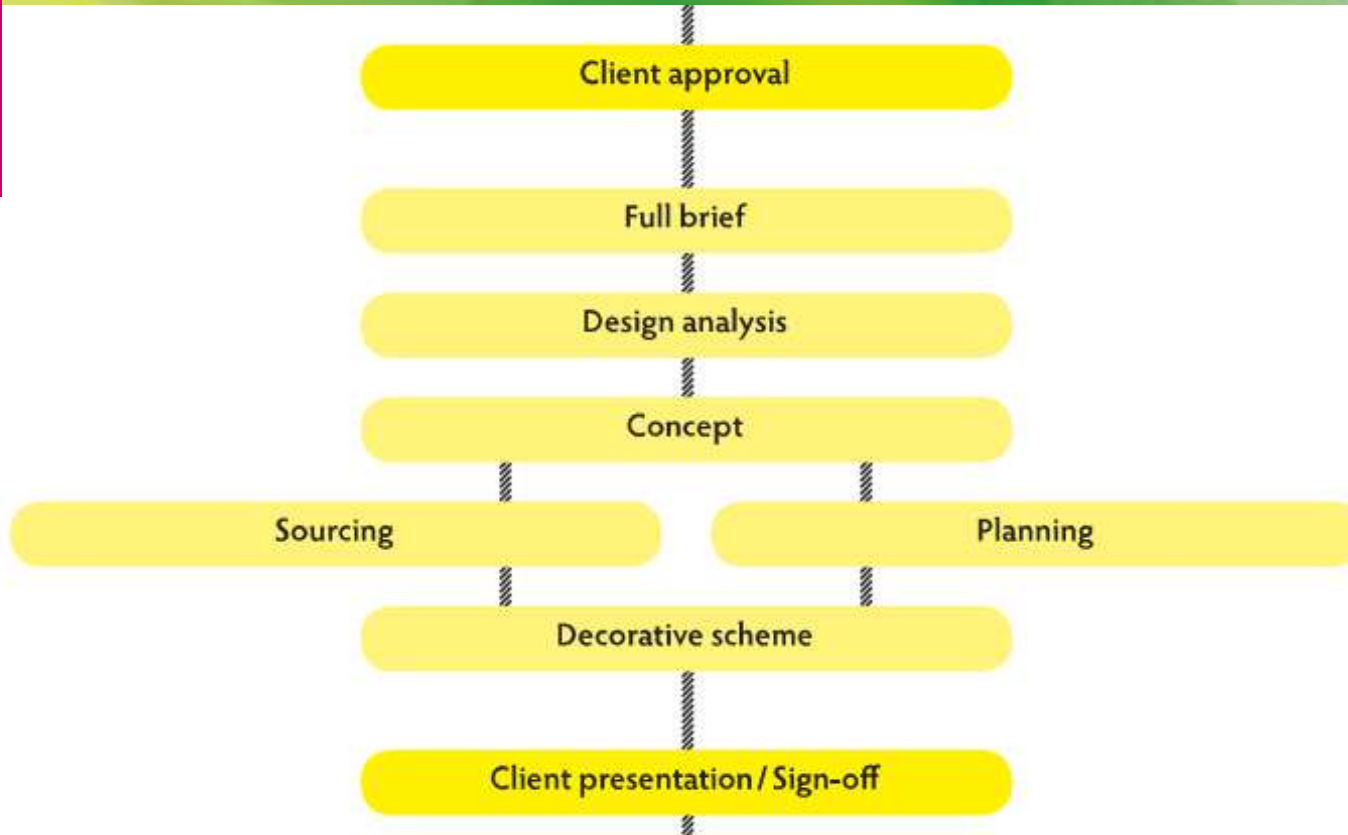 Client approval
Full brief
Design analysis
Concept
Sourcing
Planning
Decorative scheme
Client presentation / Sign-off